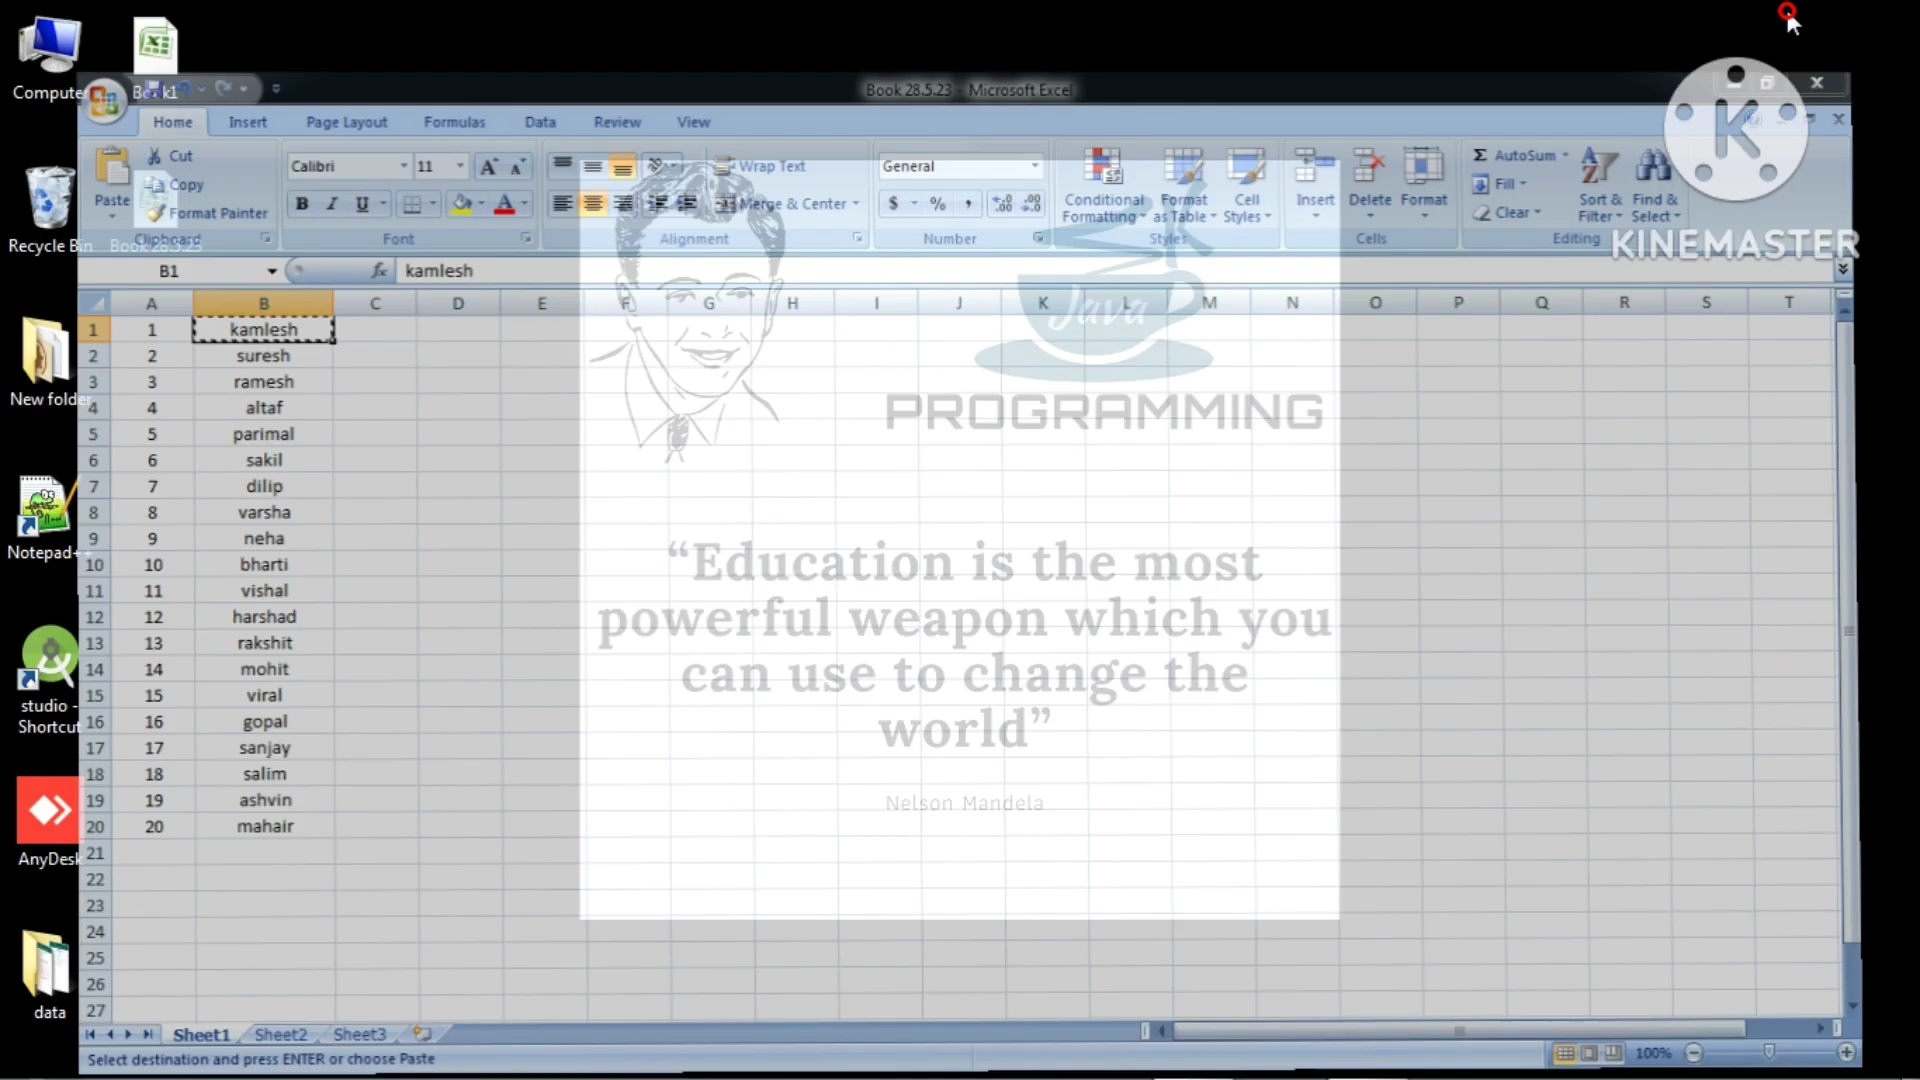 Computer
Book1
Book 28.5.23 - Microsoft Excel
Home Insert Page Layout Formulas Data Review View
Cut
Calibri 11
Wrap Text
General
AutoSum
Copy
Fill
Paste
Conditional Formatting
Format as Table
Cell Styles
Insert
Delete
Format
Sort & Filter
Find & Select
Format Painter
B I U
Merge & Center
$ % ,
Clear
Recycle Bin
Book 28.5.23
Clipboard
Font
Alignment
Number
Styles
Cells
Editing
K
KINEMASTER
B1
fx
kamlesh
A B C D E F G H I J K L M N O P Q R S T
1 1 kamlesh
2 2 suresh
3 3 ramesh
4 4 altaf
5 5 parimal
6 6 sakil
7 7 dilip
8 8 varsha
9 9 neha
10 10 bharti
11 11 vishal
12 12 harshad
13 13 rakshit
14 14 mohit
15 15 viral
16 16 gopal
17 17 sanjay
18 18 salim
19 19 ashvin
20 20 mahair
21
22
23
24
25
26
27
New folder
Notepad++
studio -
Shortcut
AnyDesk
data
Java
PROGRAMMING
“Education is the most
powerful weapon which you
can use to change the
world”
Nelson Mandela
Sheet1 Sheet2 Sheet3
Select destination and press ENTER or choose Paste
100%